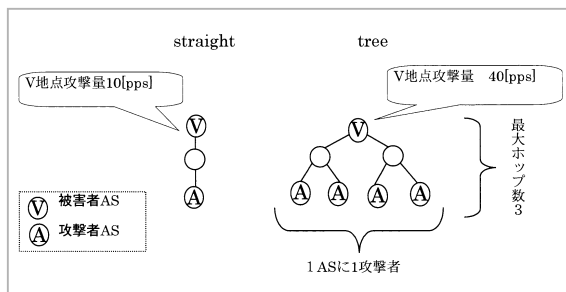 straight
tree
V地点攻撃量10[pps]
V地点攻撃量 40[pps]
V
A
V
A
A
A
A
最大ホップ数3
V 被害者AS
A 攻撃者AS
1ASに1攻撃者